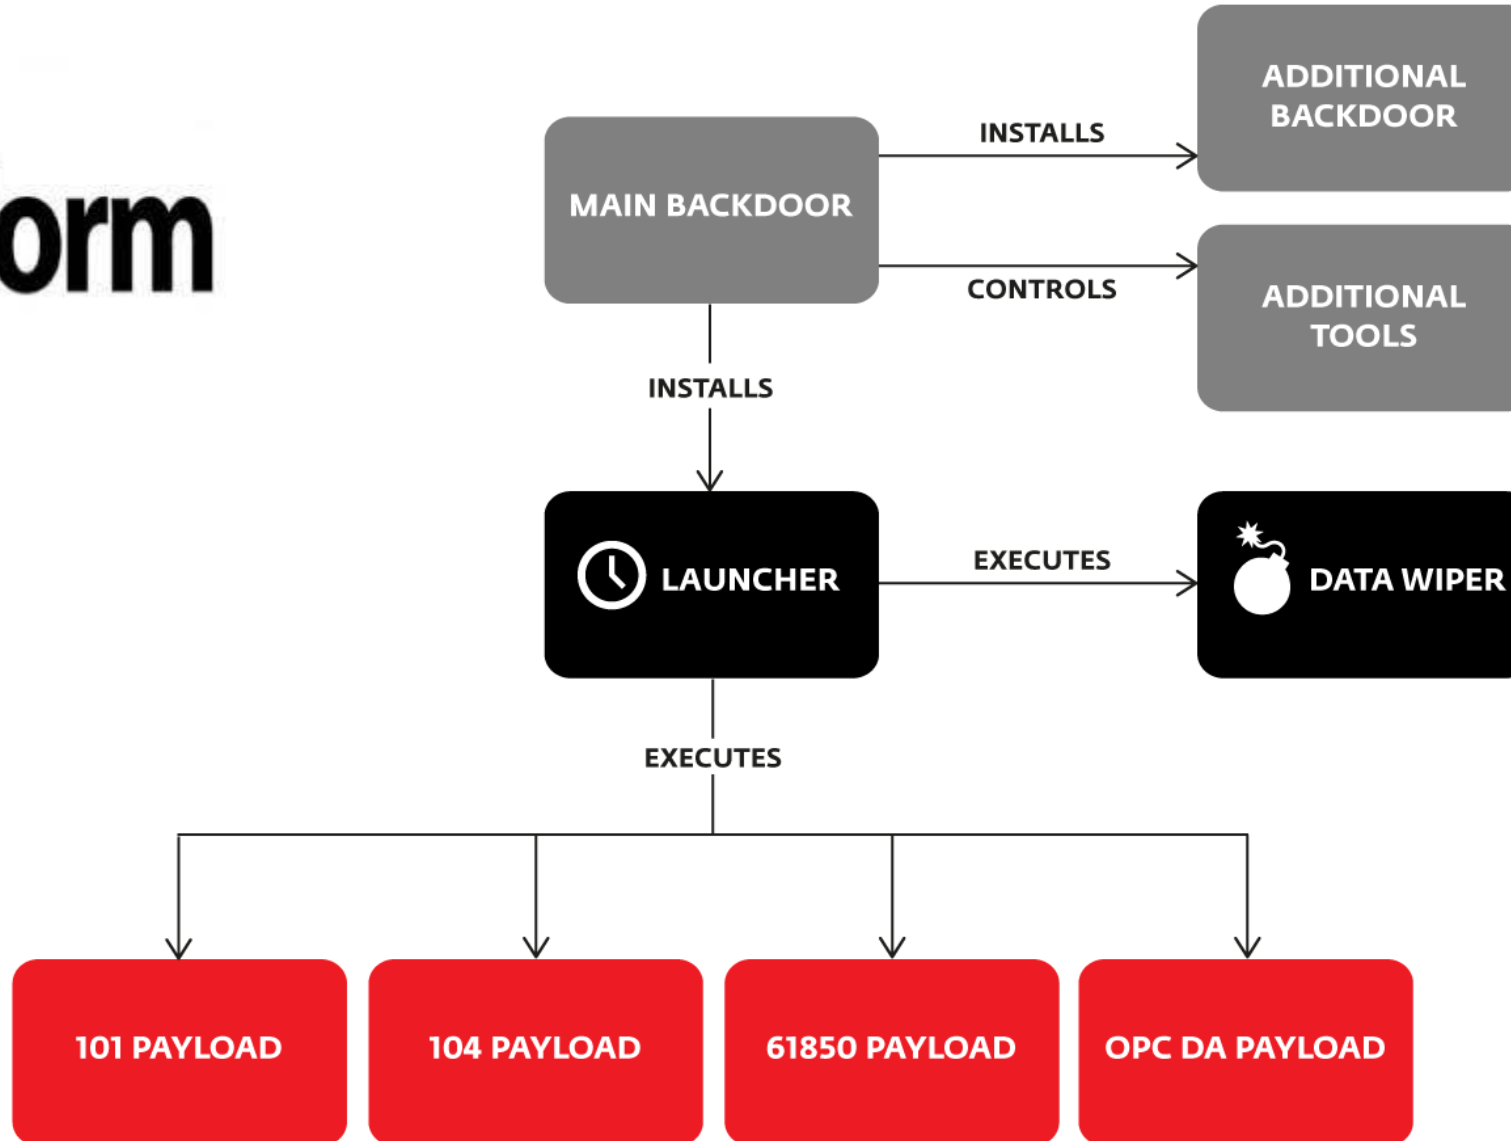 orm
ADDITIONAL
BACKDOOR
INSTALLS
MAIN BACKDOOR
CONTROLS
ADDITIONAL
TOOLS
INSTALLS
LAUNCHER
EXECUTES
DATA WIPER
EXECUTES
101 PAYLOAD
104 PAYLOAD
61850 PAYLOAD
OPC DA PAYLOAD